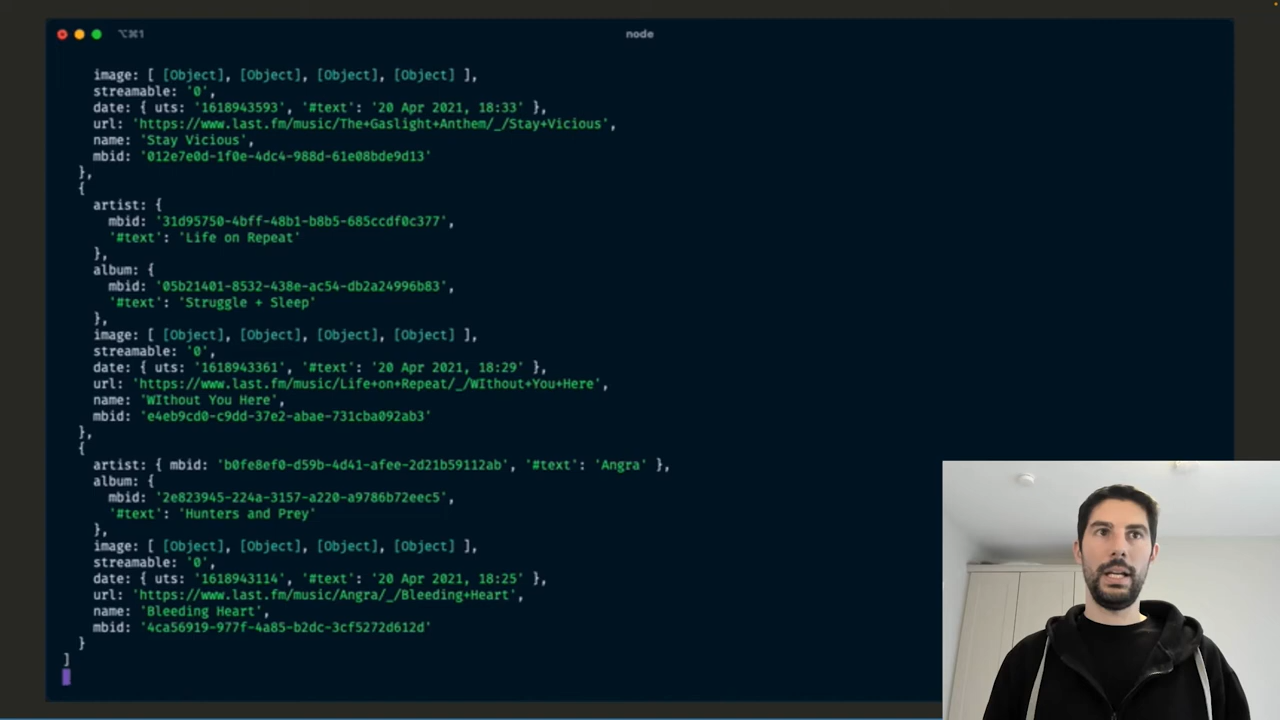 ⌥⌘1
node
image: [ [Object], [Object], [Object], [Object] ],
streamable: '0',
date: { uts: '1618943593', '#text': '20 Apr 2021, 18:33' },
url: 'https://www.last.fm/music/The+Gaslight+Anthem/_/Stay+Vicious',
name: 'Stay Vicious',
mbid: '012e7e0d-1f0e-4dc4-988d-61e08bde9d13'
},
{
artist: {
mbid: '31d95750-4bff-48b1-b8b5-685ccdf0c377',
'#text': 'Life on Repeat'
},
album: {
mbid: '05b21401-8532-438e-ac54-db2a24996b83',
'#text': 'Struggle + Sleep'
},
image: [ [Object], [Object], [Object], [Object] ],
streamable: '0',
date: { uts: '1618943361', '#text': '20 Apr 2021, 18:29' },
url: 'https://www.last.fm/music/Life+on+Repeat/_/WIthout+You+Here',
name: 'WIthout You Here',
mbid: 'e4eb9cd0-c9dd-37e2-abae-731cba092ab3'
},
{
artist: { mbid: 'b0fe8ef0-d59b-4d41-afee-2d21b59112ab', '#text': 'Angra' },
album: {
mbid: '2e823945-224a-3157-a220-a9786b72eec5',
'#text': 'Hunters and Prey'
},
image: [ [Object], [Object], [Object], [Object] ],
streamable: '0',
date: { uts: '1618943114', '#text': '20 Apr 2021, 18:25' },
url: 'https://www.last.fm/music/Angra/_/Bleeding+Heart',
name: 'Bleeding Heart',
mbid: '4ca56919-977f-4a85-b2dc-3cf5272d612d'
}
]